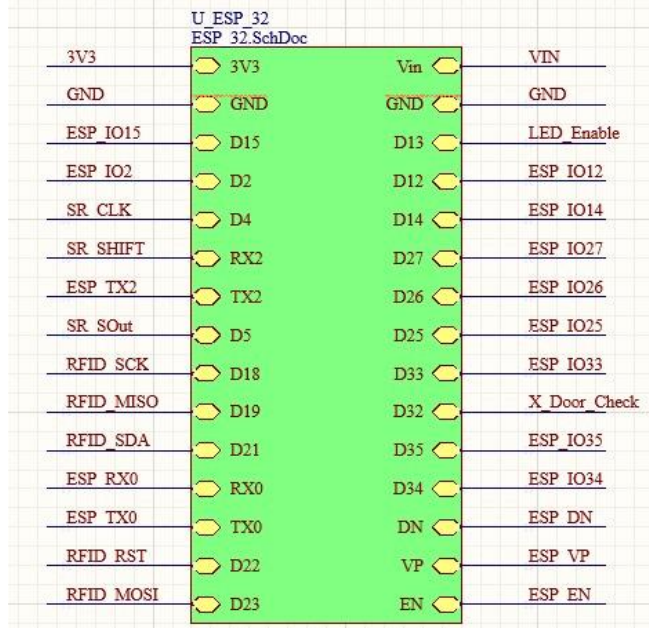 U_ESP_32
ESP_32.SchDoc
3V3 3V3 Vin VIN
GND GND GND GND
ESP_IO15 D15 D13 LED_Enable
ESP_IO2 D2 D12 ESP_IO12
SR_CLK D4 D14 ESP_IO14
SR_SHIFT RX2 D27 ESP_IO27
ESP_TX2 TX2 D26 ESP_IO26
SR_SOut D5 D25 ESP_IO25
RFID_SCK D18 D33 ESP_IO33
RFID_MISO D19 D32 X_Door_Check
RFID_SDA D21 D35 ESP_IO35
ESP_RX0 RX0 D34 ESP_IO34
ESP_TX0 TX0 DN ESP_DN
RFID_RST D22 VP ESP_VP
RFID_MOSI D23 EN ESP_EN